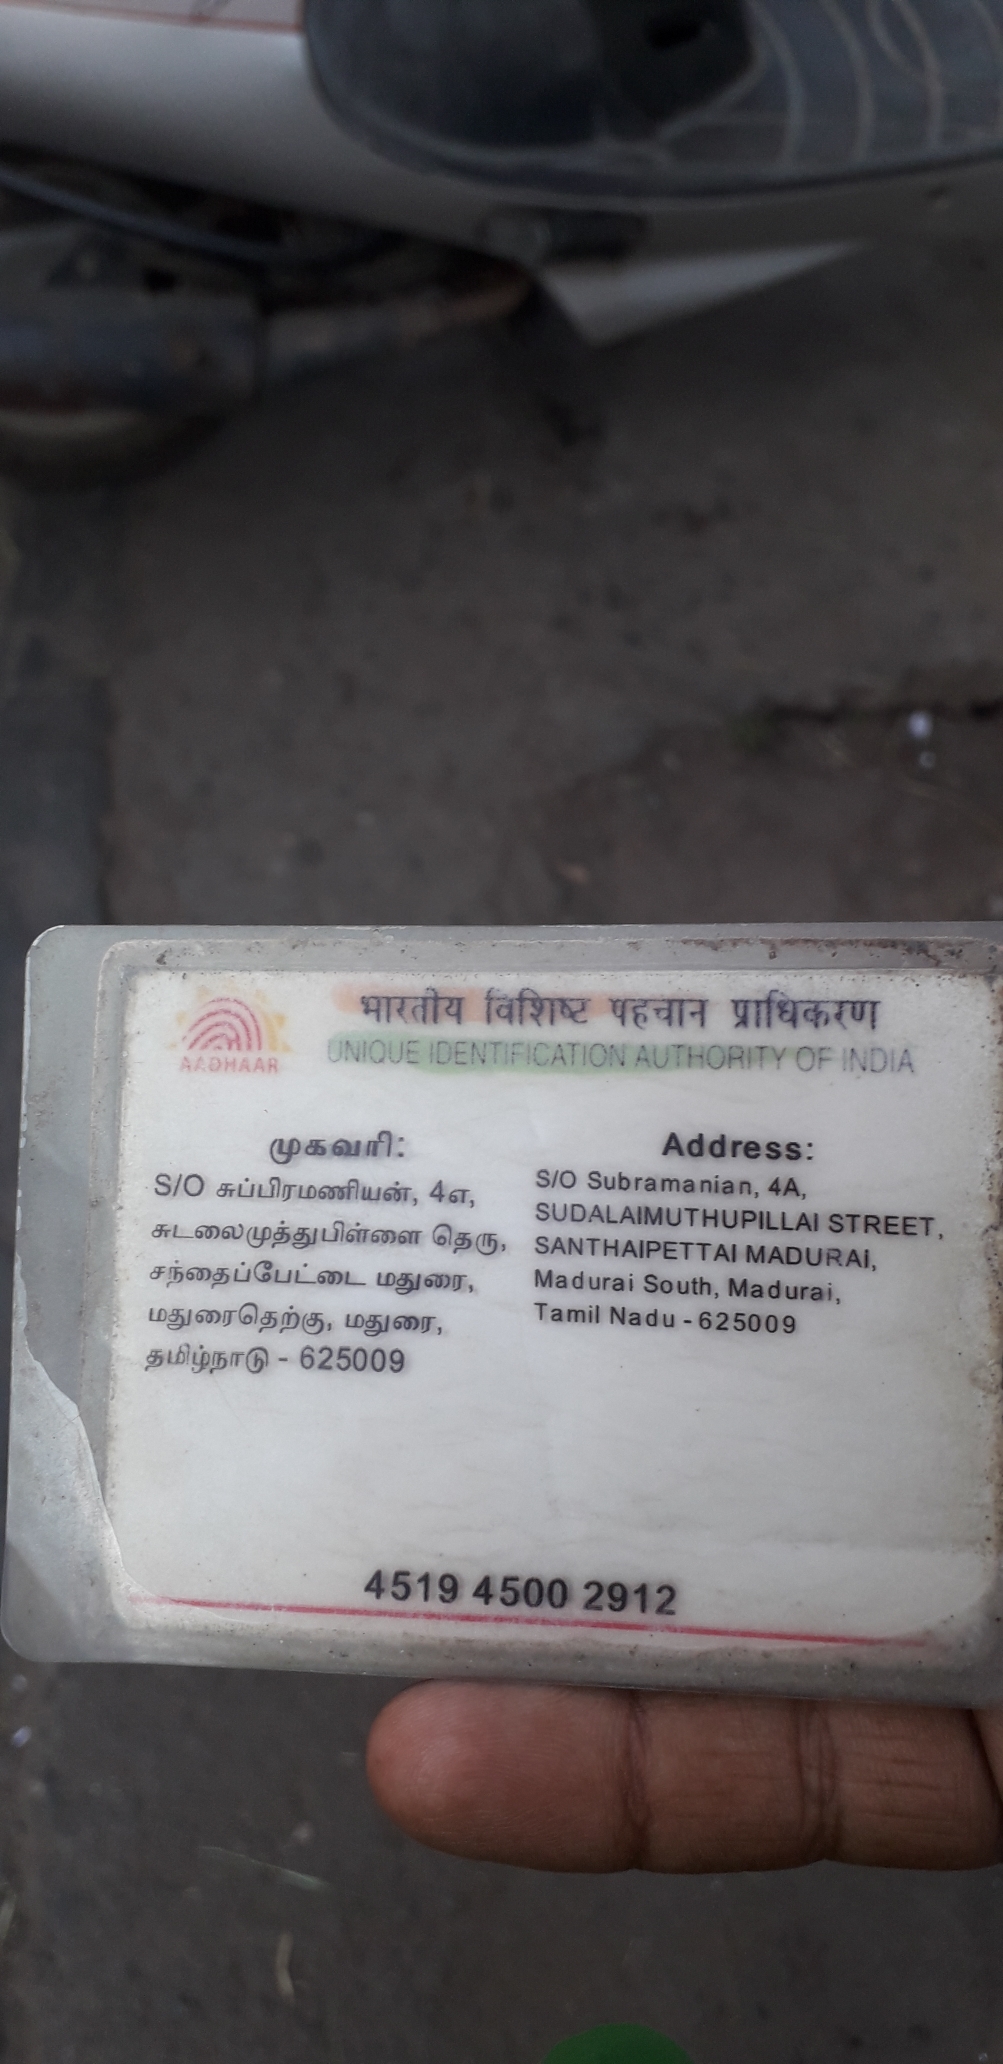 भारतीय विशिष्ट पहचान प्राधिकरण
AADHAAR
UNIQUE IDENTIFICATION AUTHORITY OF INDIA
முகவரி:
S/O சுப்பிரமணியன், 4எ,
சுடலைமுத்துபிள்ளை தெரு,
சந்தைப்பேட்டை மதுரை,
மதுரைதெற்கு, மதுரை,
தமிழ்நாடு - 625009
Address:
S/O Subramanian, 4A,
SUDALAIMUTHUPILLAI STREET,
SANTHAIPETTAI MADURAI,
Madurai South, Madurai,
Tamil Nadu - 625009
4519 4500 2912